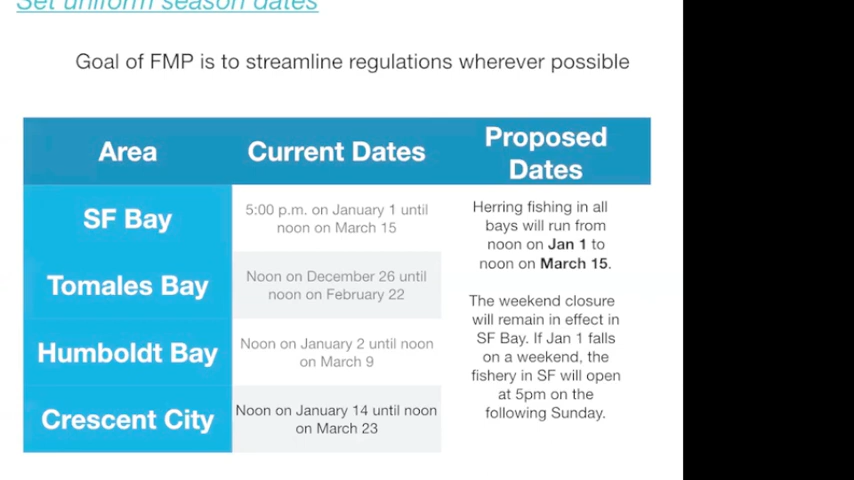 Set uniform season dates
Goal of FMP is to streamline regulations wherever possible
Area
Current Dates
Proposed
Dates
SF Bay
5:00 p.m. on January 1 until
noon on March 15
Tomales Bay
Noon on December 26 until
noon on February 22
Humboldt Bay
Noon on January 2 until noon
on March 9
Crescent City
Noon on January 14 until noon
on March 23
Herring fishing in all
bays will run from
noon on Jan 1 to
noon on March 15.
The weekend closure
will remain in effect in
SF Bay. If Jan 1 falls
on a weekend, the
fishery in SF will open
at 5pm on the
following Sunday.